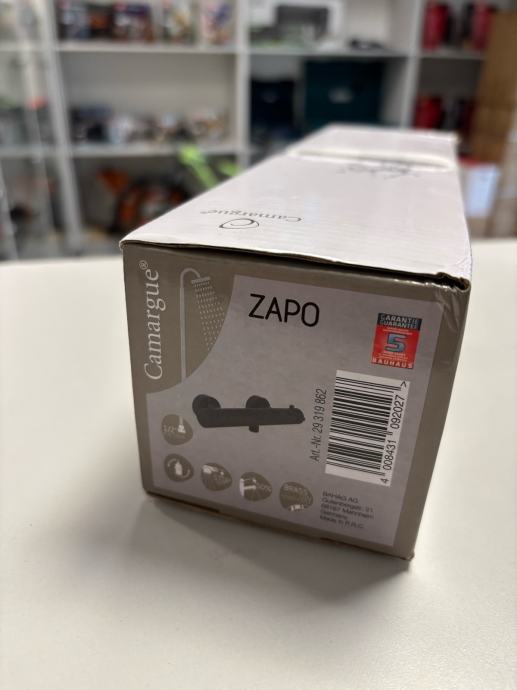 Camargue
Camargue®
ZAPO
GARANTIE
GUARANTEE
5
BAUHAUS
1/2"
BRASS
Art.-Nr. 29 319 862
4 008431 092027 >
BAHAG AG
Gutenbergstr. 21
68167 Mannheim
Germany
Made in P.R.C.